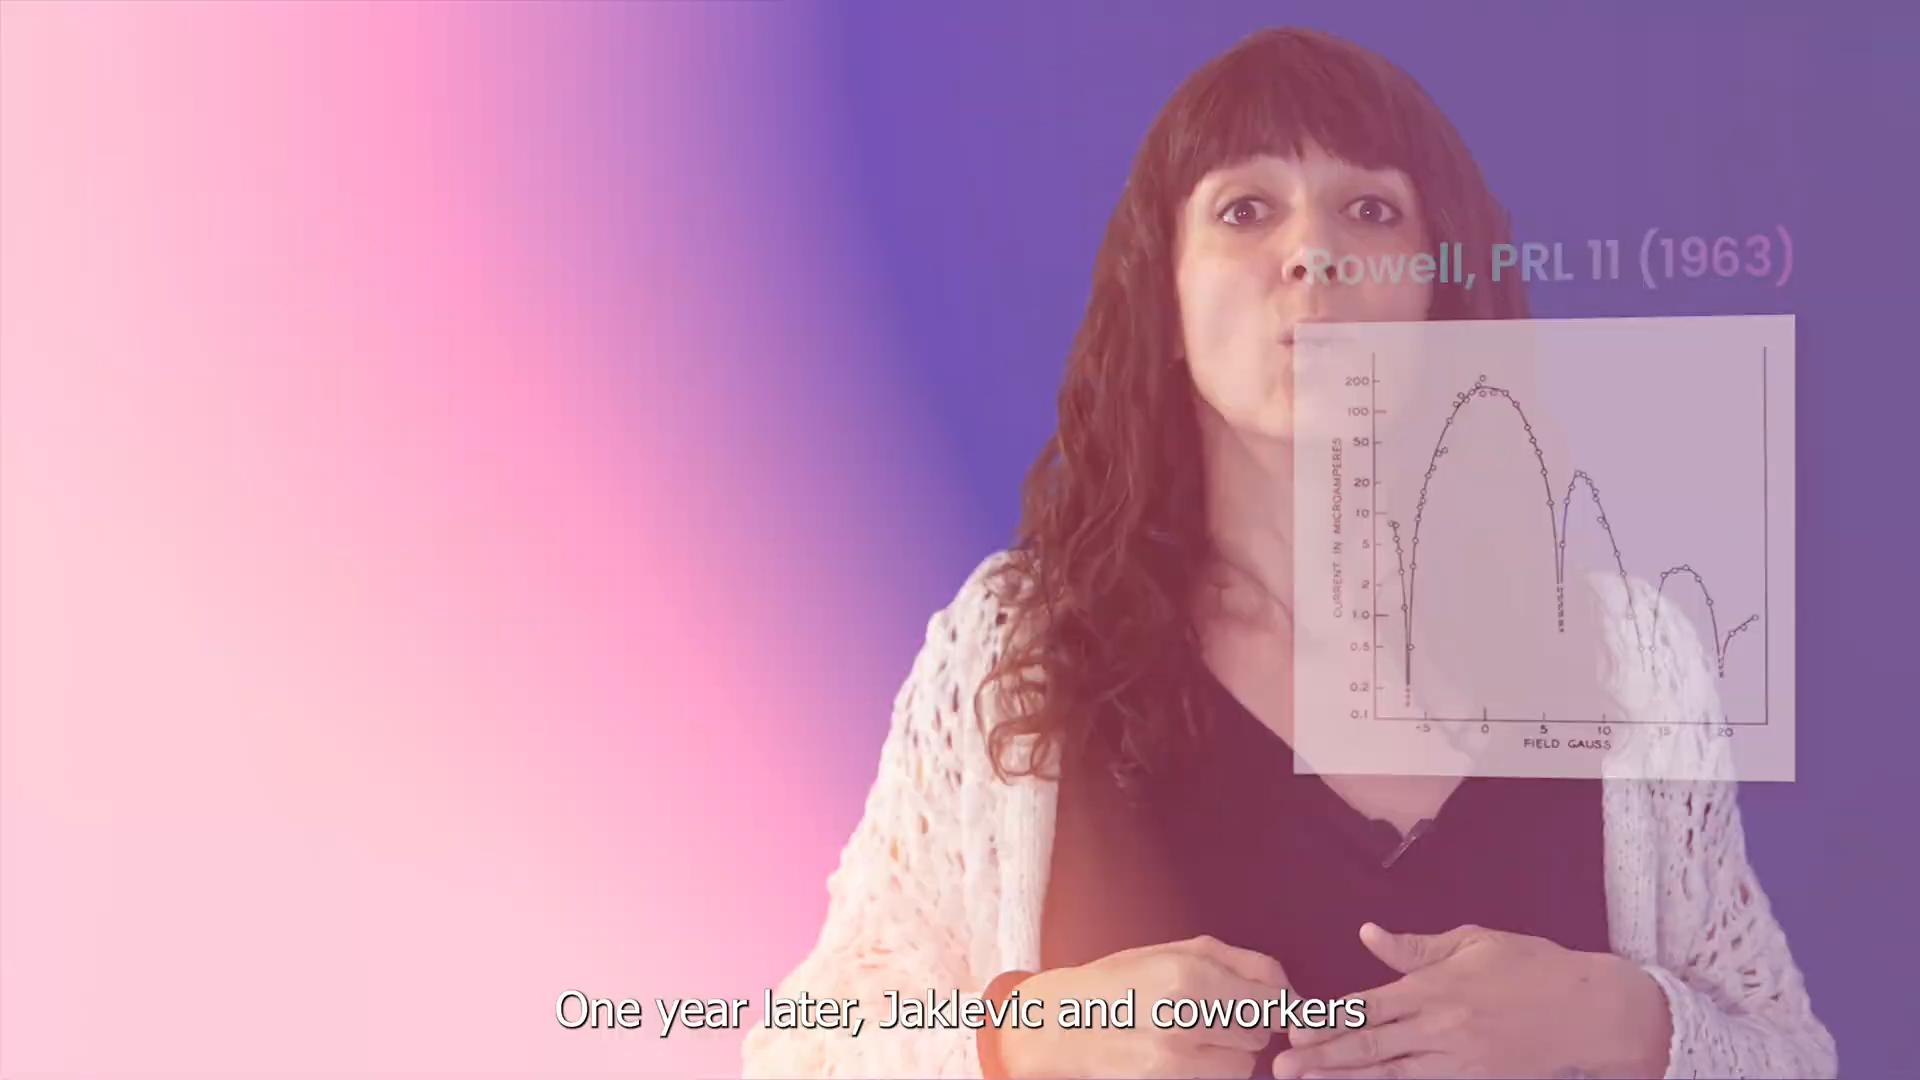 Rowell, PRL 11 (1963)
200
100
50
20
10
5
2
1.0
0.5
0.2
0.1
CURRENT IN MICROAMPERES
-5 0 5 10 15 20
FIELD GAUSS
One year later, Jaklevic and coworkers